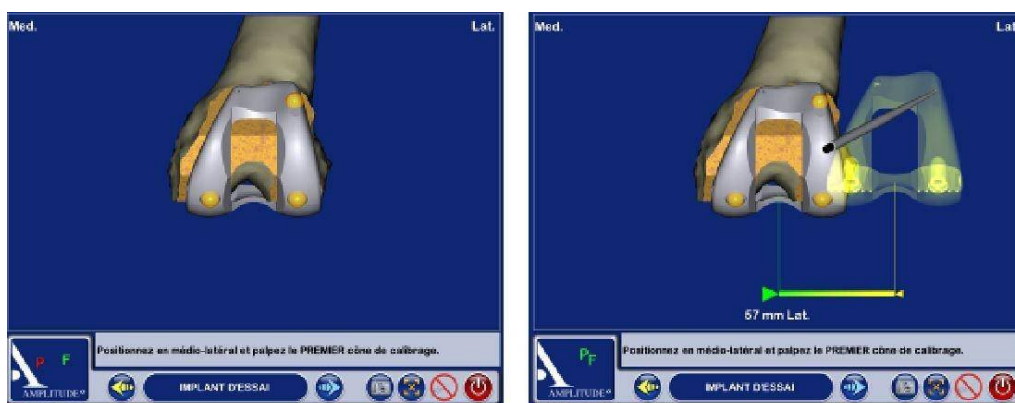 Med.
Lat.
Positionnez en médio-latéral et palpez le PREMIER cône de calibrage.
P F
AMPLITUDE®
IMPLANT D'ESSAI
Med.
Lat
57 mm Lat.
Positionnez en médio-latéral et palpez le PREMIER cône de calibrage.
P F
AMPLITUDE®
IMPLANT D'ESSAI